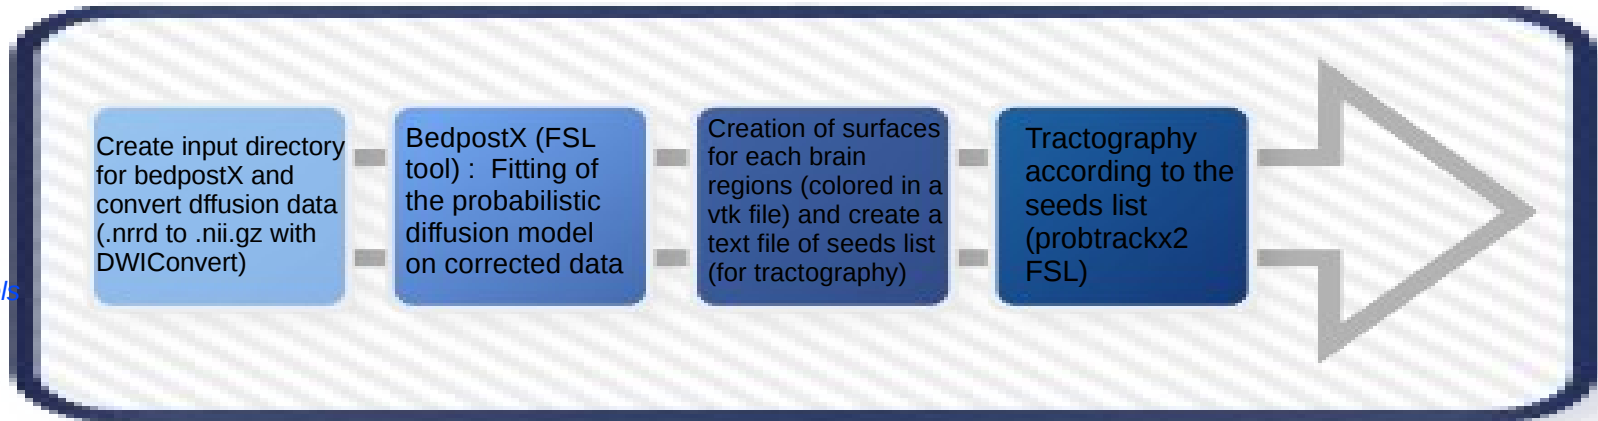 Create input directory
for bedpostX and
convert dffusion data
(.nrrd to .nii.gz with
DWIConvert)
BedpostX (FSL
tool) : Fitting of
the probabilistic
diffusion model
on corrected data
Creation of surfaces
for each brain
regions (colored in a
vtk file) and create a
text file of seeds list
(for tractography)
Tractography
according to the
seeds list
(probtrackx2
FSL)